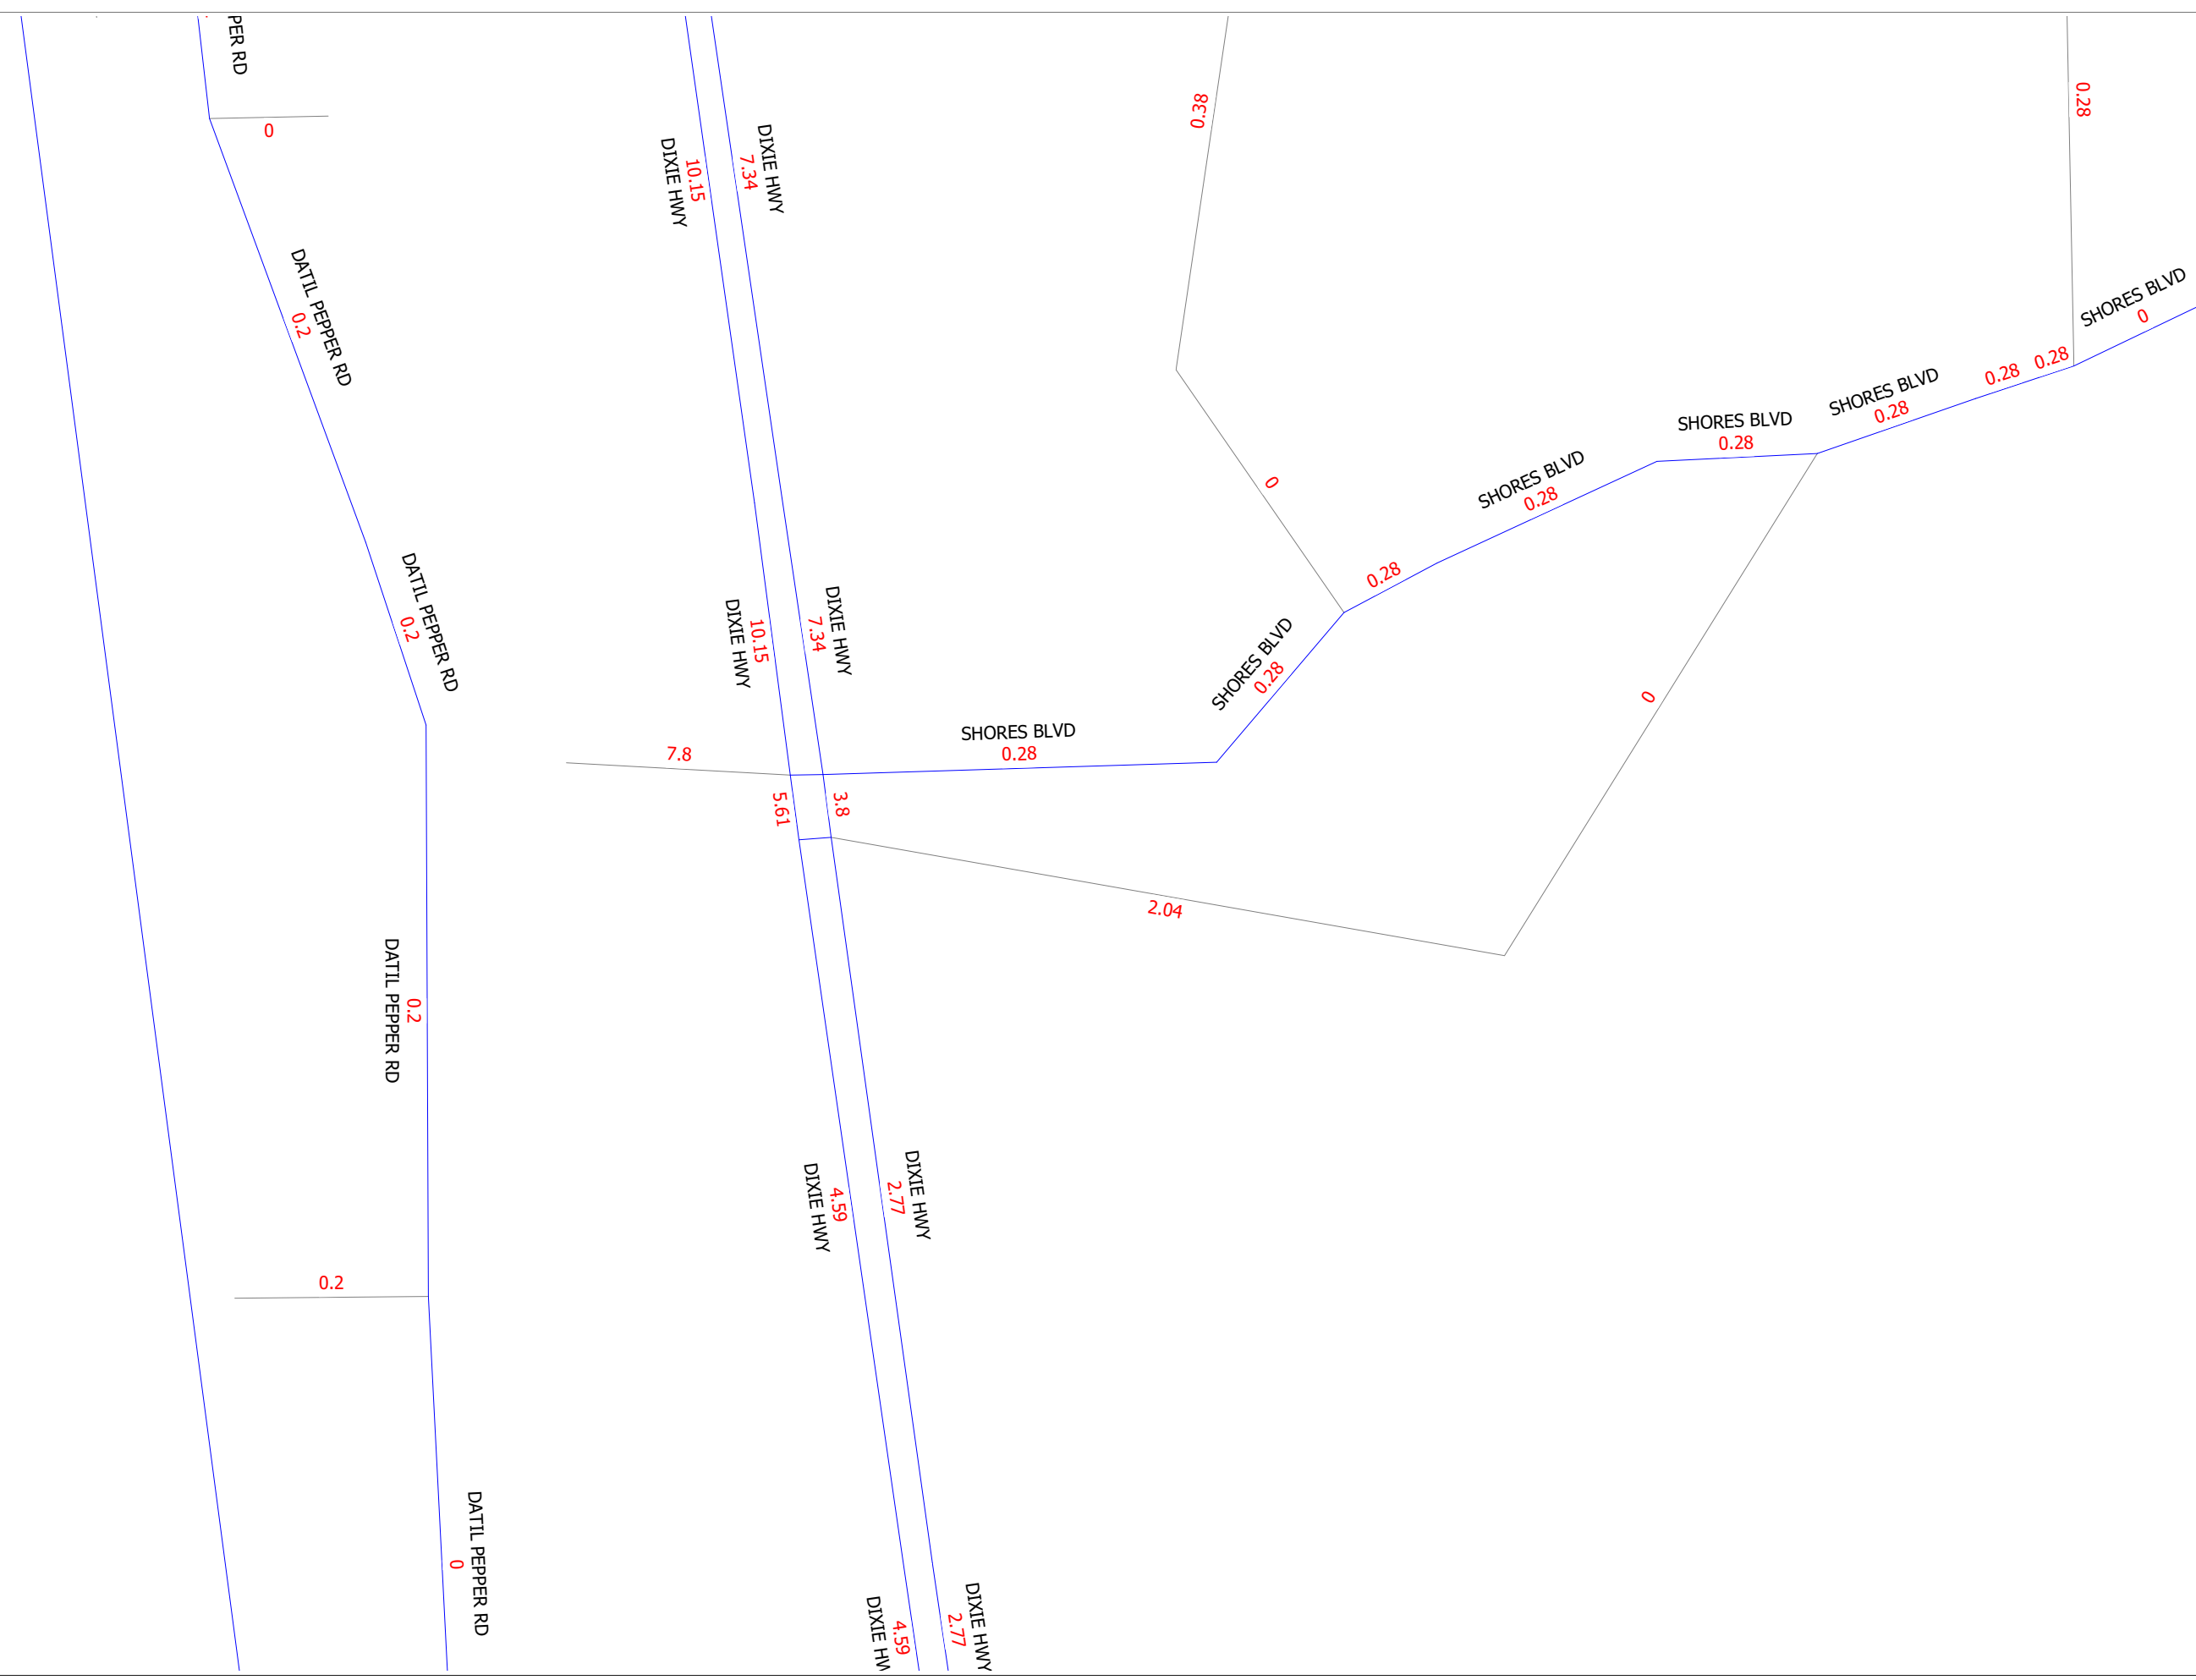 PER RD
0
DATIL PEPPER RD
0.2
DATIL PEPPER RD
0.2
DATIL PEPPER RD
0.2
0.2
DATIL PEPPER RD
0
DIXIE HWY
10.15
7.34
DIXIE HWY
DIXIE HWY
10.15
7.34
DIXIE HWY
7.8
5.61
3.8
DIXIE HWY
4.59
2.77
DIXIE HWY
DIXIE HW
4.59
2.77
DIXIE HWY
0.38
0
SHORES BLVD
0.28
SHORES BLVD
0.28
0.28
SHORES BLVD
0.28
SHORES BLVD
0.28
SHORES BLVD
0.28
0.28
0.28
0.28
SHORES BLVD
0
0
2.04